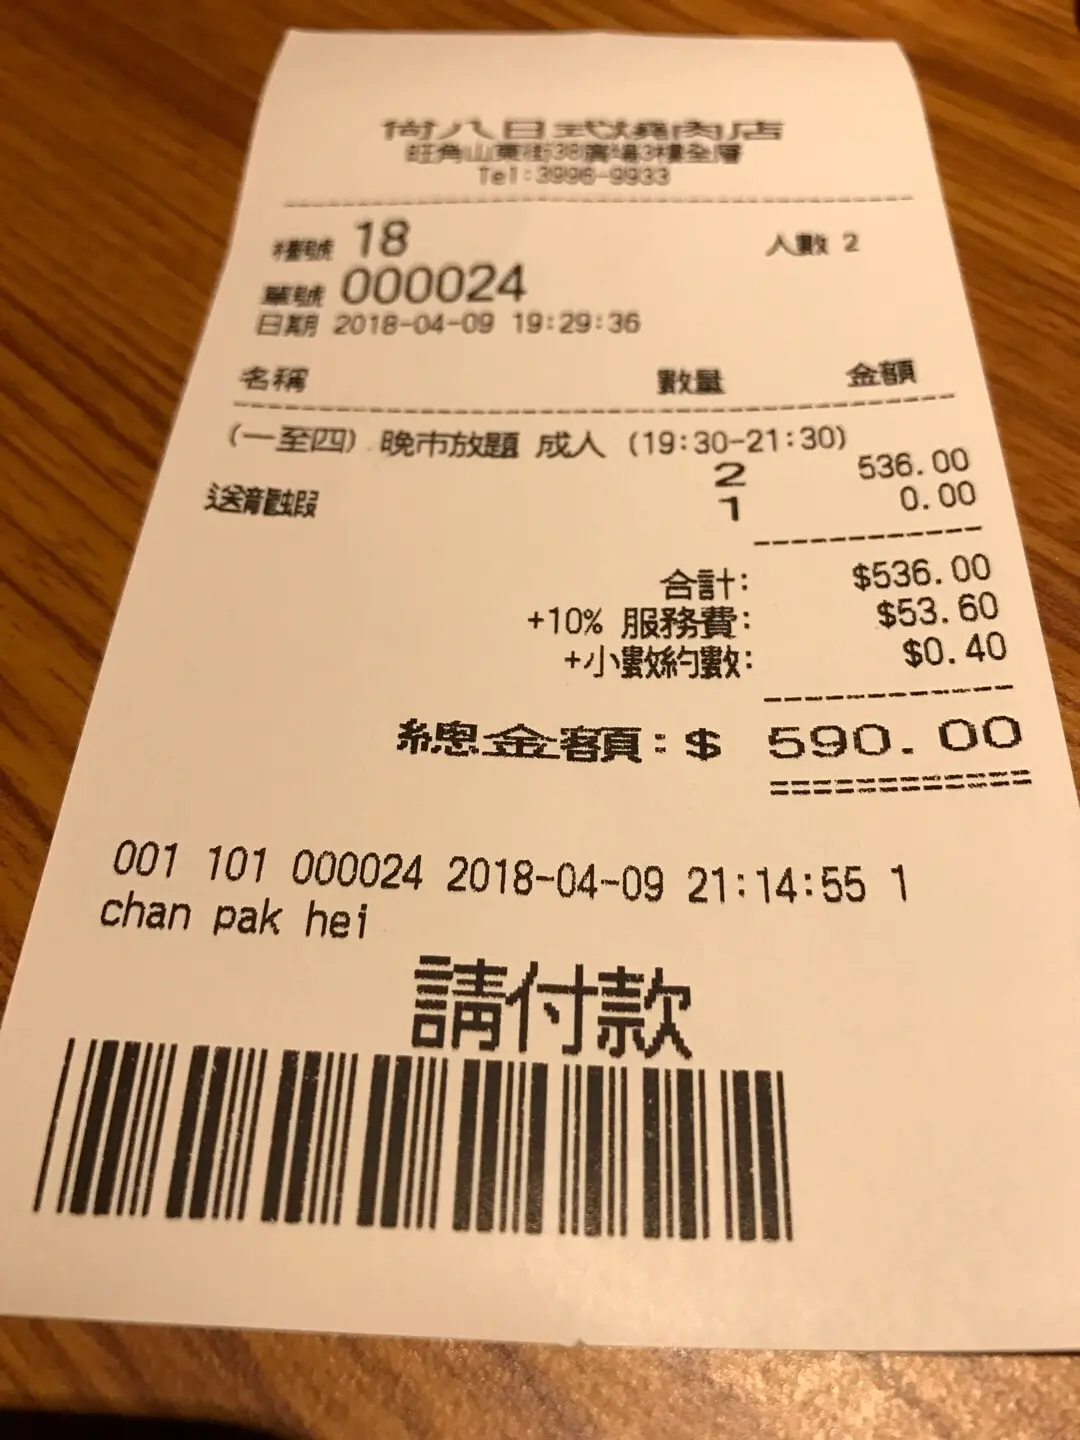 尚八日式燒肉店
旺角山東街38廣場3樓全層
Tel:3996-9933
檯號 18 人數 2
單號 000024
日期 2018-04-09 19:29:36
名稱 數量 金額
(一至四) 晚市放題 成人 (19:30-21:30)
2 536.00
送龍蝦 1 0.00
合計: $536.00
+10% 服務費: $53.60
+小數約數: $0.40
總金額:$ 590.00
001 101 000024 2018-04-09 21:14:55 1
chan pak hei
請付款